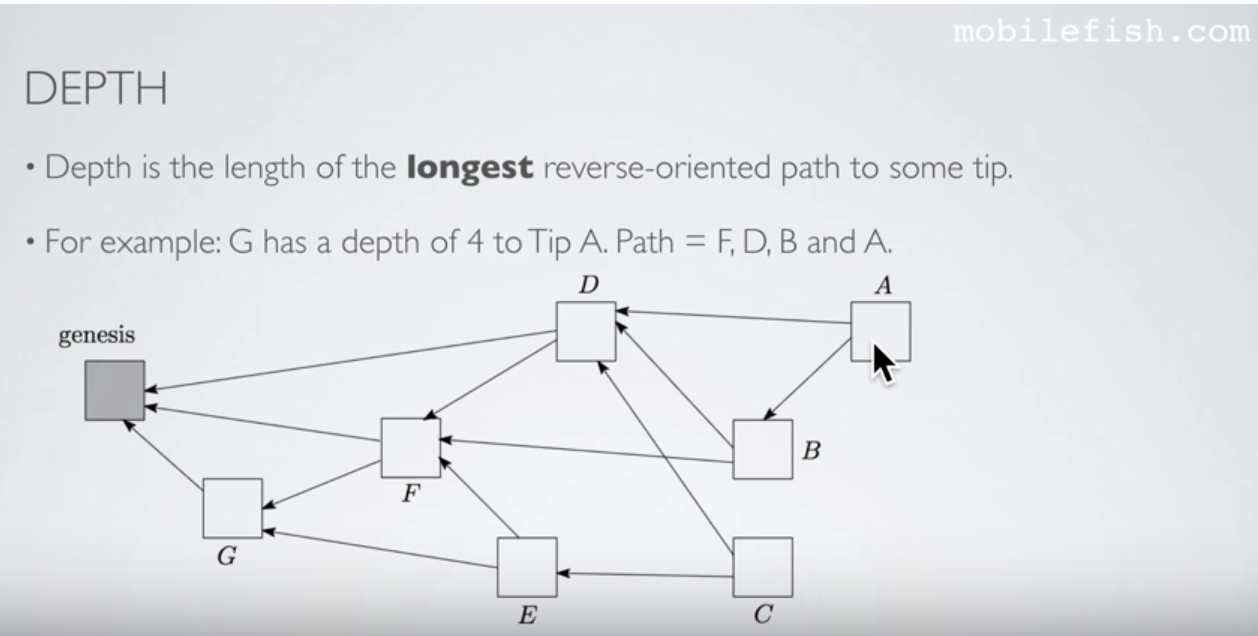 mobilefish.com
DEPTH
• Depth is the length of the longest reverse-oriented path to some tip.
• For example: G has a depth of 4 to Tip A. Path = F, D, B and A.
D
A
genesis
B
F
G
E
C